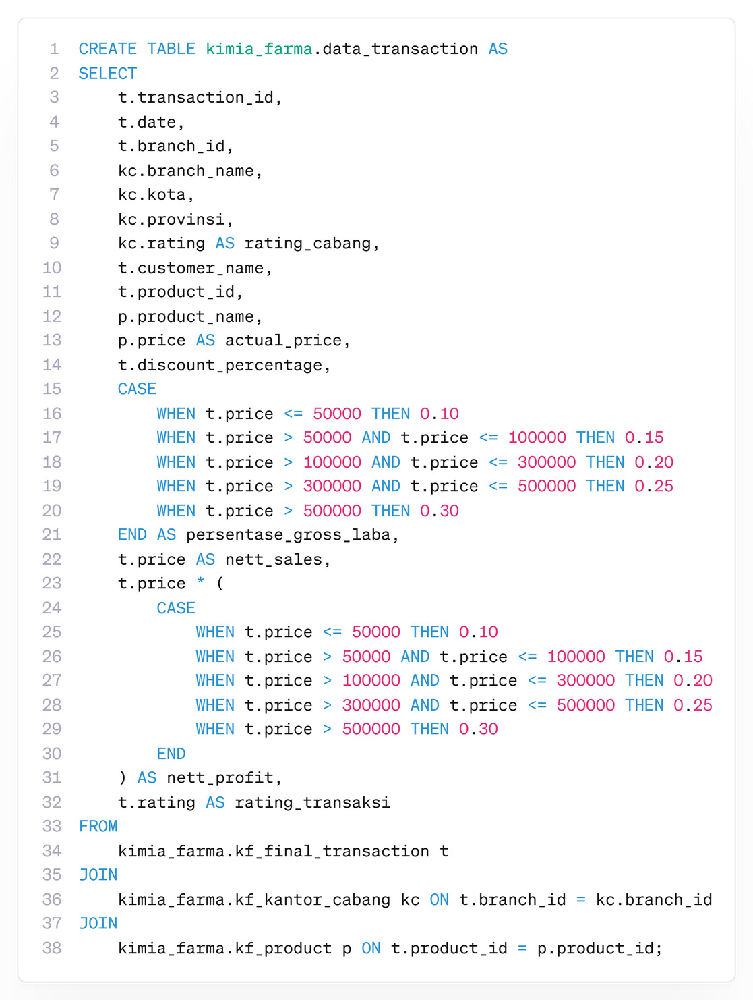 1 CREATE TABLE kimia_farma.data_transaction AS
2 SELECT
3     t.transaction_id,
4     t.date,
5     t.branch_id,
6     kc.branch_name,
7     kc.kota,
8     kc.provinsi,
9     kc.rating AS rating_cabang,
10     t.customer_name,
11     t.product_id,
12     p.product_name,
13     p.price AS actual_price,
14     t.discount_percentage,
15     CASE
16         WHEN t.price <= 50000 THEN 0.10
17         WHEN t.price > 50000 AND t.price <= 100000 THEN 0.15
18         WHEN t.price > 100000 AND t.price <= 300000 THEN 0.20
19         WHEN t.price > 300000 AND t.price <= 500000 THEN 0.25
20         WHEN t.price > 500000 THEN 0.30
21     END AS persentase_gross_laba,
22     t.price AS nett_sales,
23     t.price * (
24         CASE
25             WHEN t.price <= 50000 THEN 0.10
26             WHEN t.price > 50000 AND t.price <= 100000 THEN 0.15
27             WHEN t.price > 100000 AND t.price <= 300000 THEN 0.20
28             WHEN t.price > 300000 AND t.price <= 500000 THEN 0.25
29             WHEN t.price > 500000 THEN 0.30
30         END
31     ) AS nett_profit,
32     t.rating AS rating_transaksi
33 FROM
34     kimia_farma.kf_final_transaction t
35 JOIN
36     kimia_farma.kf_kantor_cabang kc ON t.branch_id = kc.branch_id
37 JOIN
38     kimia_farma.kf_product p ON t.product_id = p.product_id;